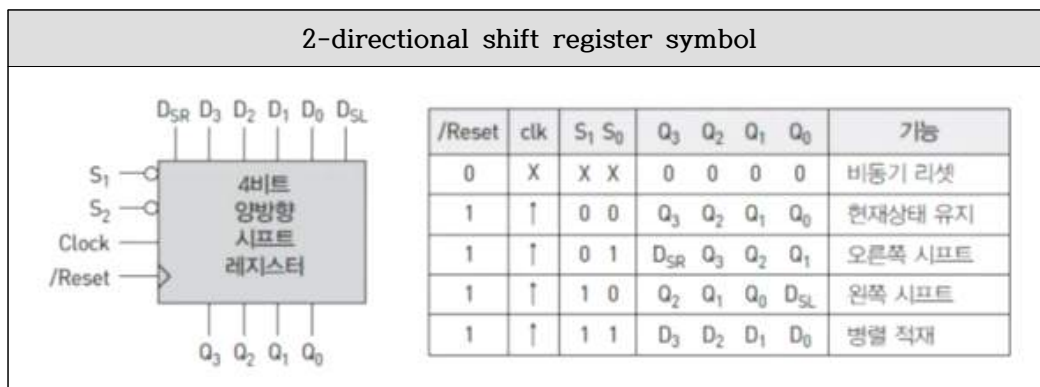 2-directional shift register symbol
D_SR D_3 D_2 D_1 D_0 D_SL
S_1
S_2
Clock
/Reset
4비트
양방향
시프트
레지스터
Q_3 Q_2 Q_1 Q_0
/Reset clk S_1 S_0 Q_3 Q_2 Q_1 Q_0 기능
0 X X X 0 0 0 0 비동기 리셋
1 ↑ 0 0 Q_3 Q_2 Q_1 Q_0 현재상태 유지
1 ↑ 0 1 D_SR Q_3 Q_2 Q_1 오른쪽 시프트
1 ↑ 1 0 Q_2 Q_1 Q_0 D_SL 왼쪽 시프트
1 ↑ 1 1 D_3 D_2 D_1 D_0 병렬 적재